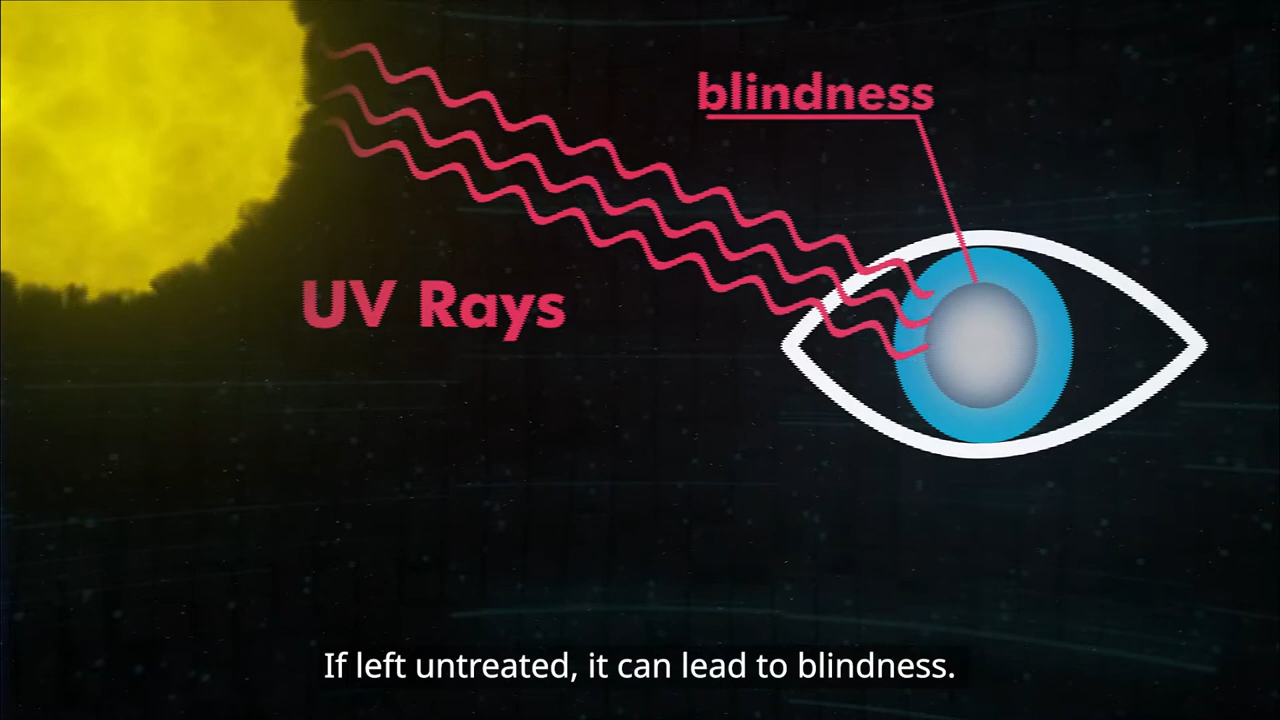 blindness
UV Rays
If left untreated, it can lead to blindness.